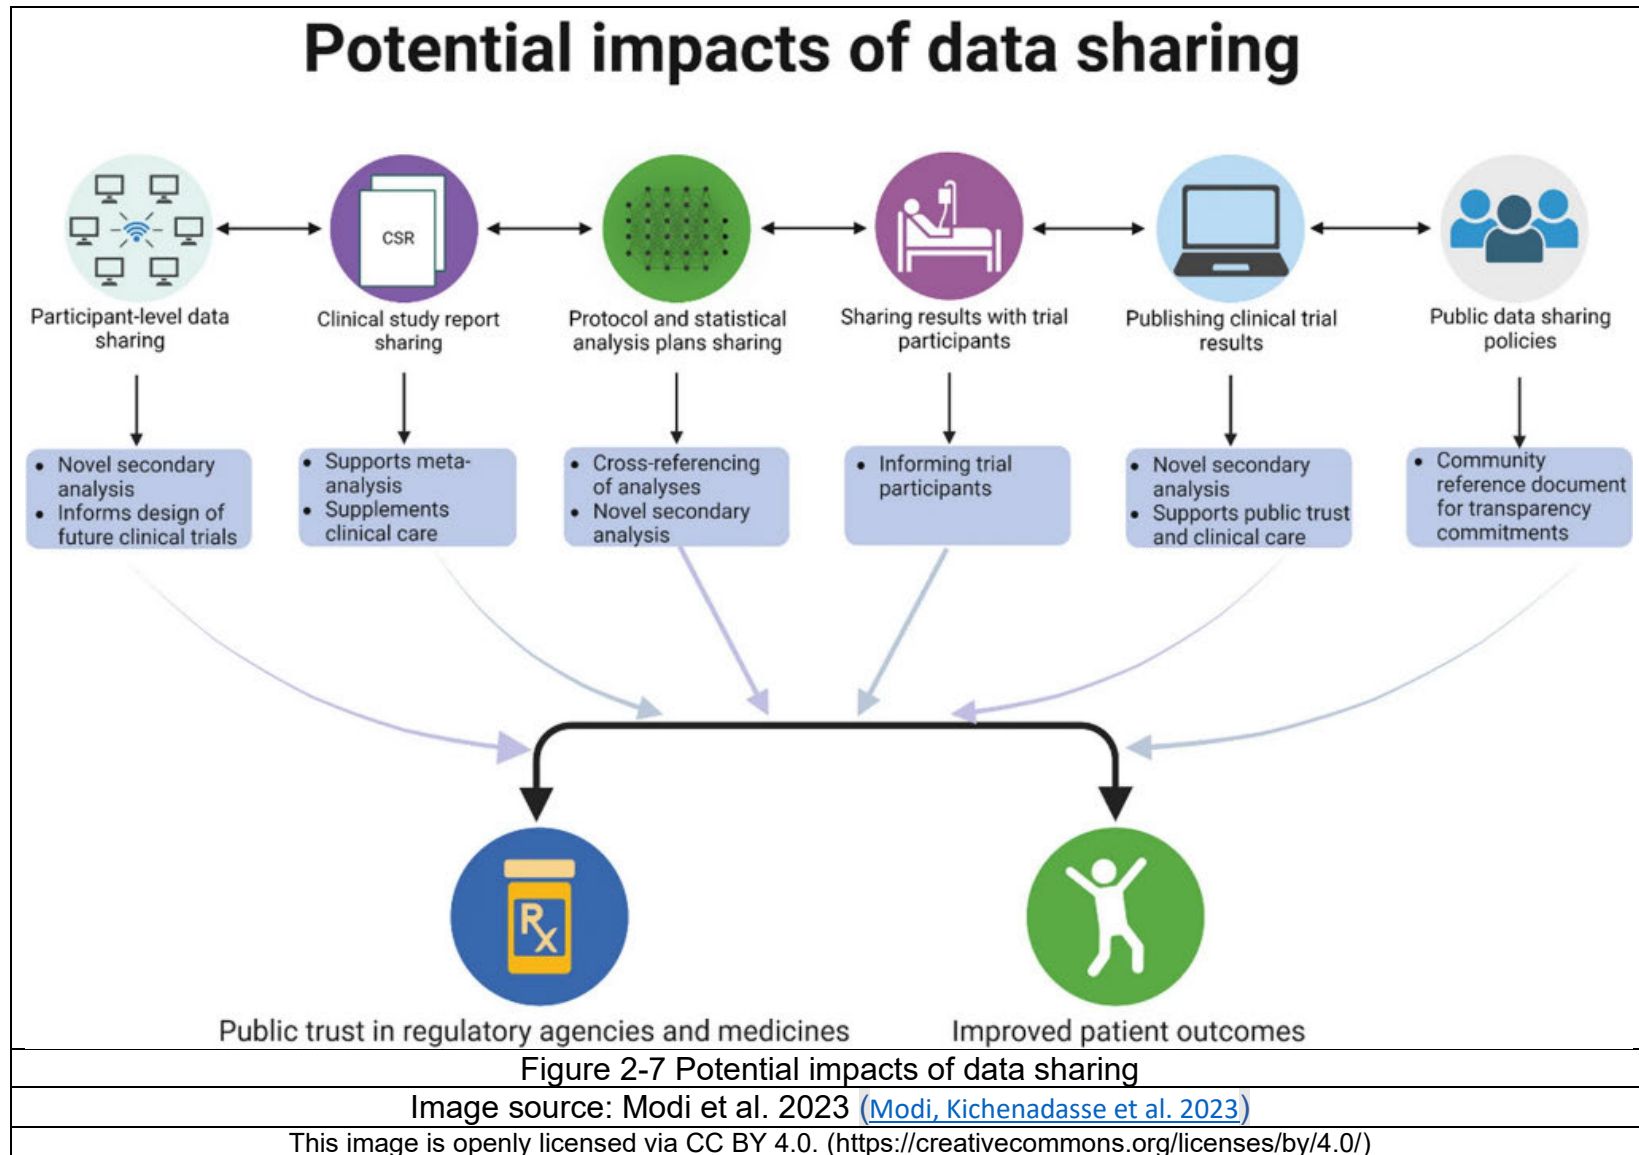 Potential impacts of data sharing
CSR
Participant-level data
sharing
Clinical study report
sharing
Protocol and statistical
analysis plans sharing
Sharing results with trial
participants
Publishing clinical trial
results
Public data sharing
policies
• Novel secondary
analysis
• Informs design of
future clinical trials
• Supports meta-
analysis
• Supplements
clinical care
• Cross-referencing
of analyses
• Novel secondary
analysis
• Informing trial
participants
• Novel secondary
analysis
• Supports public trust
and clinical care
• Community
reference document
for transparency
commitments
Rx
Public trust in regulatory agencies and medicines
Improved patient outcomes
Figure 2-7 Potential impacts of data sharing
Image source: Modi et al. 2023 (Modi, Kichenadasse et al. 2023)
This image is openly licensed via CC BY 4.0. (https://creativecommons.org/licenses/by/4.0/)